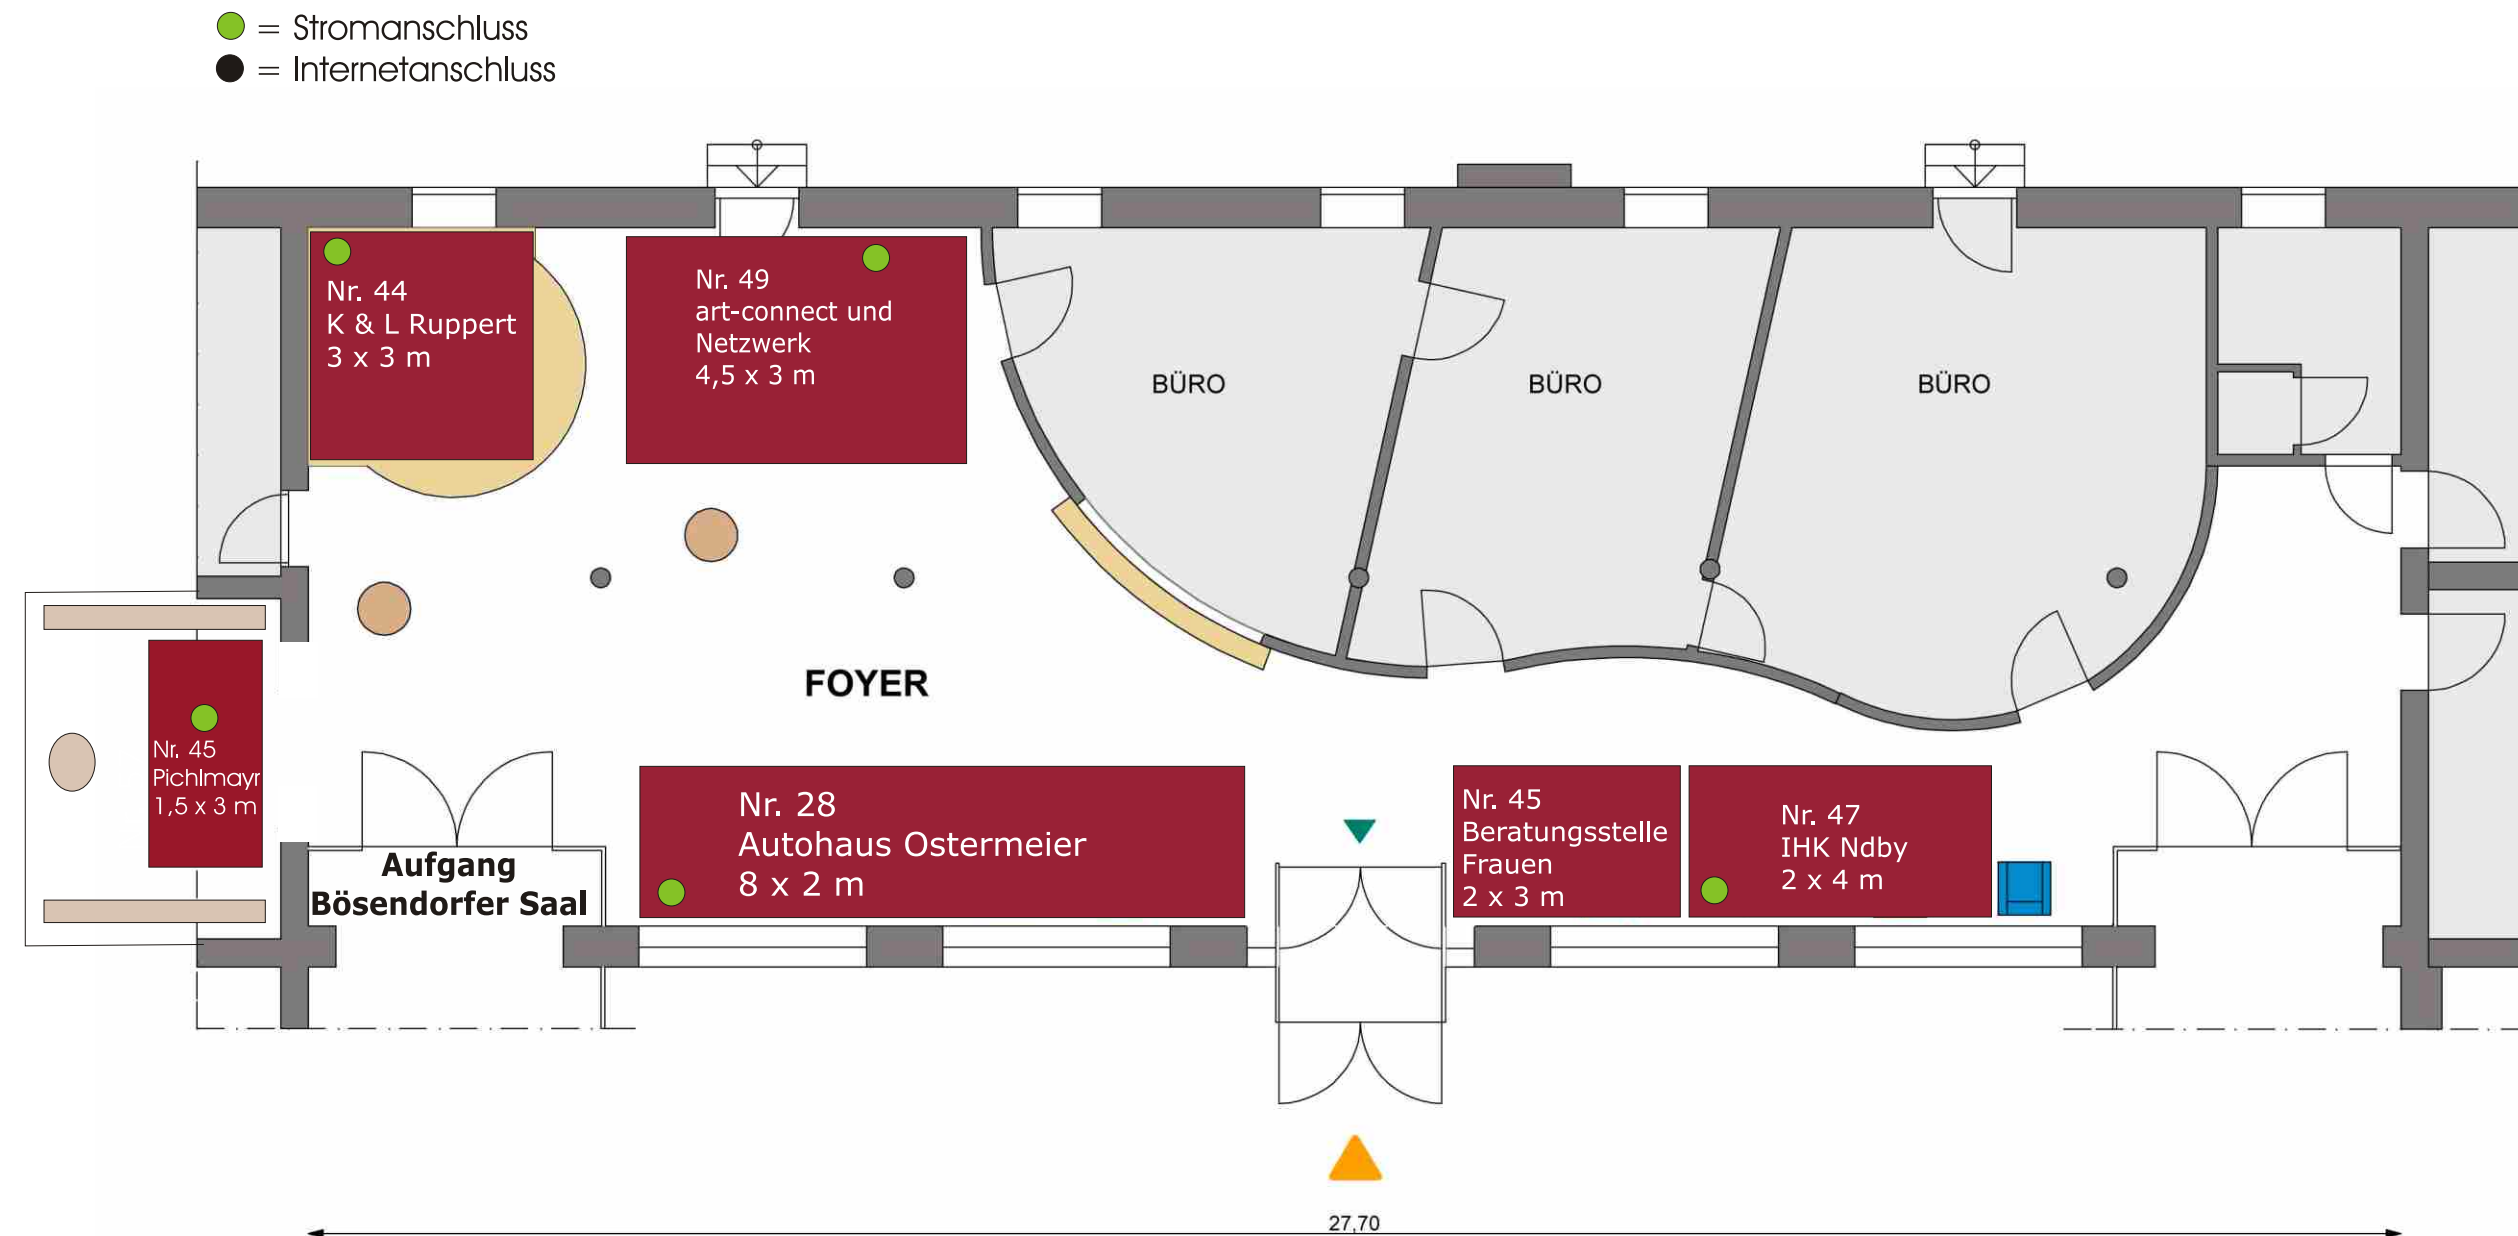 = Stromanschluss
= Internetanschluss
Nr. 44
K & L Ruppert
3 x 3 m
Nr. 49
art-connect und
Netzwerk
4,5 x 3 m
BÜRO
BÜRO
BÜRO
FOYER
Nr. 45
Pichlmayr
1,5 x 3 m
Aufgang
Bösendorfer Saal
Nr. 28
Autohaus Ostermeier
8 x 2 m
Nr. 45
Beratungsstelle
Frauen
2 x 3 m
Nr. 47
IHK Ndby
2 x 4 m
27,70